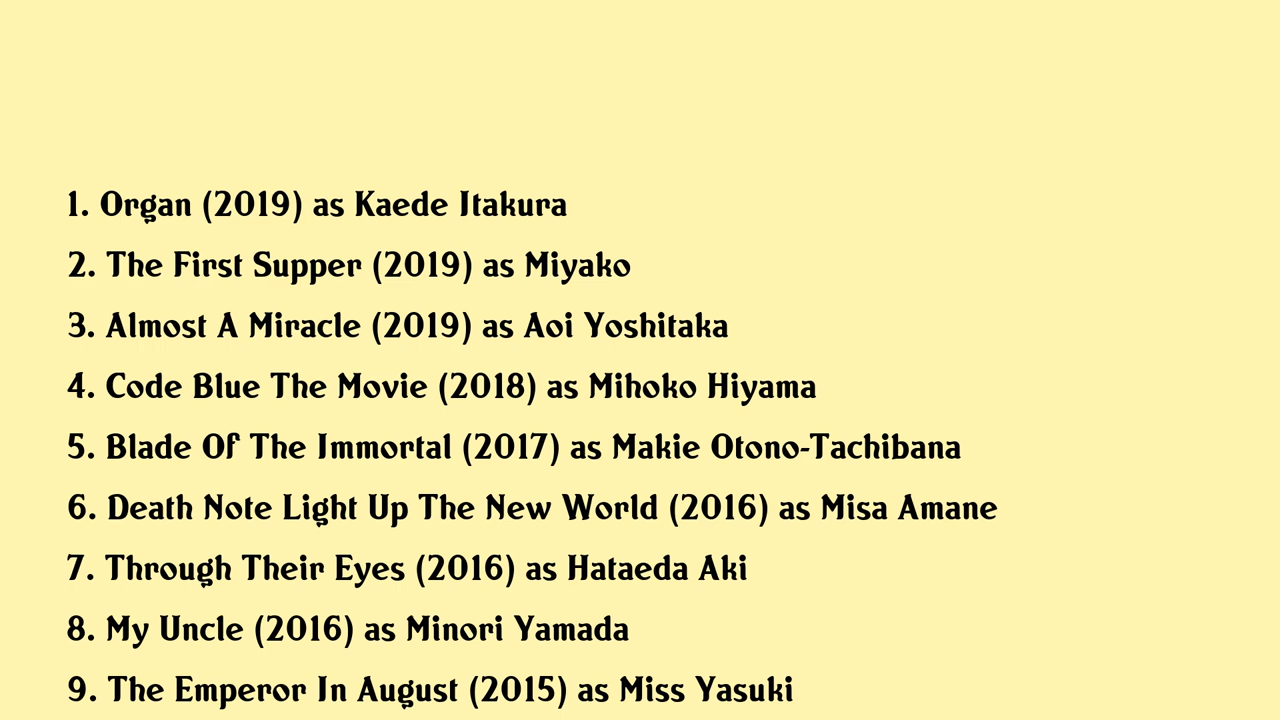 1. Organ (2019) as Kaede Itakura
2. The First Supper (2019) as Miyako
3. Almost A Miracle (2019) as Aoi Yoshitaka
4. Code Blue The Movie (2018) as Mihoko Hiyama
5. Blade Of The Immortal (2017) as Makie Otono-Tachibana
6. Death Note Light Up The New World (2016) as Misa Amane
7. Through Their Eyes (2016) as Hataeda Aki
8. My Uncle (2016) as Minori Yamada
9. The Emperor In August (2015) as Miss Yasuki